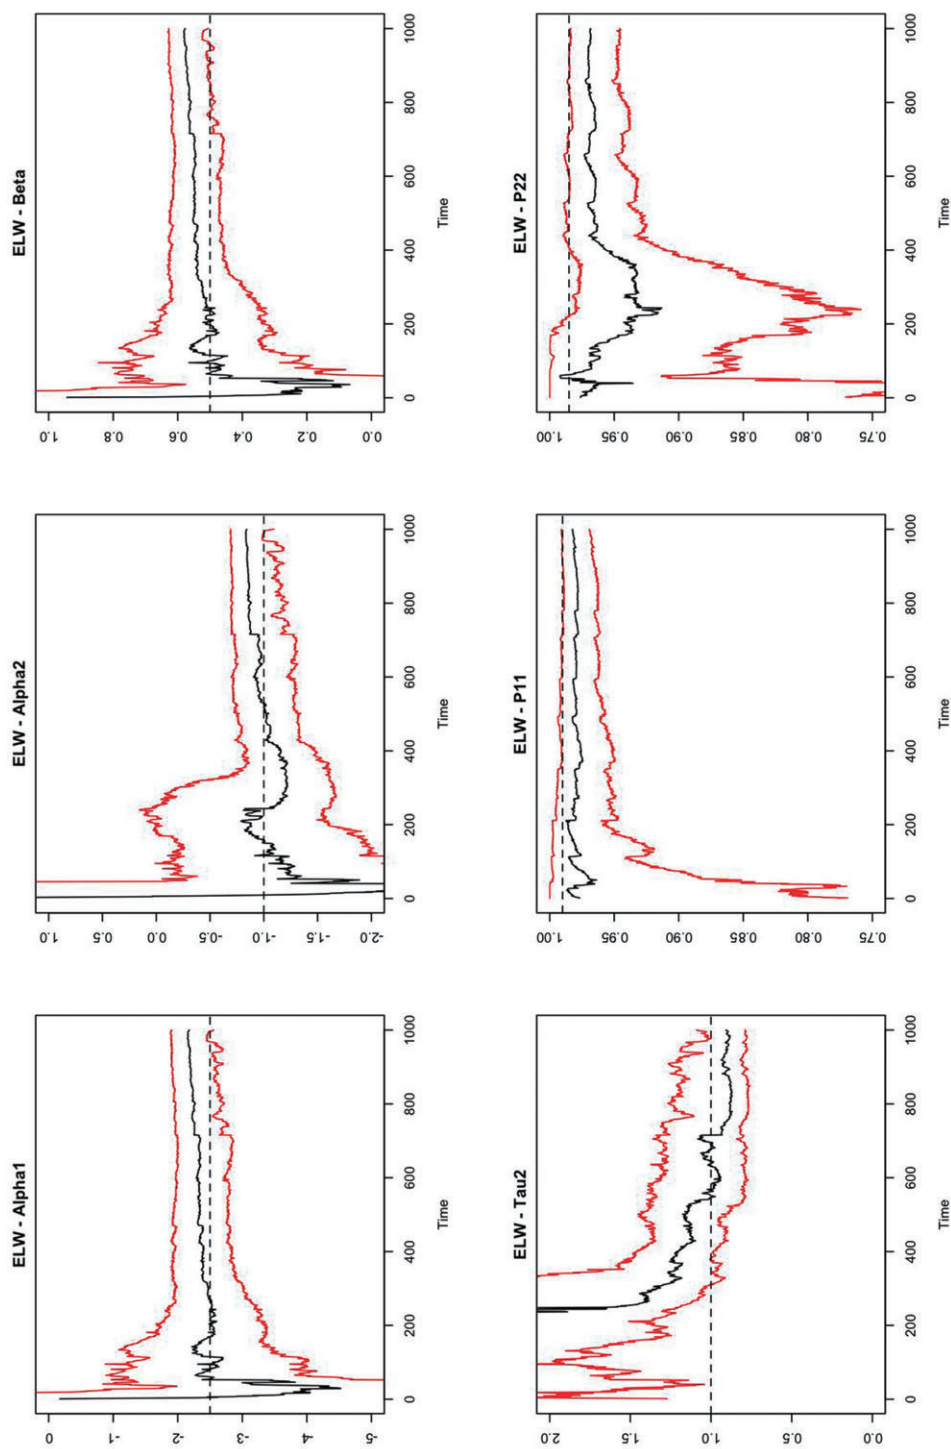 ELW - Alpha1
0
-1
-2
-3
-4
-5
0 200 400 600 800 1000
Time
ELW - Alpha2
1.0
0.5
0.0
-0.5
-1.0
-1.5
-2.0
0 200 400 600 800 1000
Time
ELW - Beta
1.0
0.8
0.6
0.4
0.2
0.0
0 200 400 600 800 1000
Time
ELW - Tau2
2.0
1.5
1.0
0.5
0.0
0 200 400 600 800 1000
Time
ELW - P11
1.00
0.95
0.90
0.85
0.80
0.75
0 200 400 600 800 1000
Time
ELW - P22
1.00
0.95
0.90
0.85
0.80
0.75
0 200 400 600 800 1000
Time